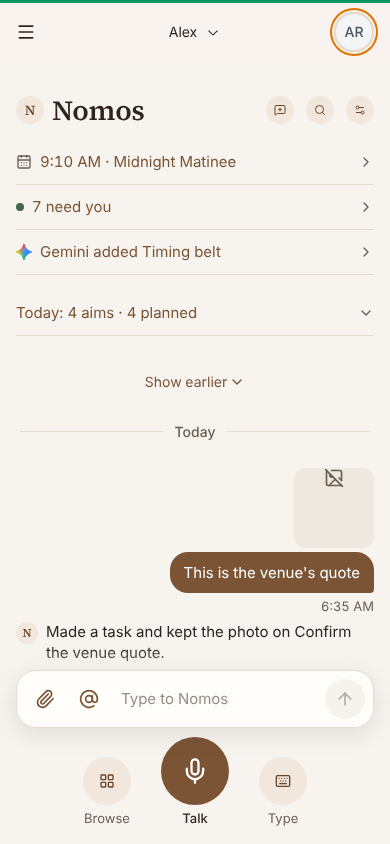 Alex
AR
N
Nomos
9:10 AM · Midnight Matinee
7 need you
Gemini added Timing belt
Today: 4 aims · 4 planned
Show earlier
Today
This is the venue's quote
6:35 AM
N
Made a task and kept the photo on Confirm
the venue quote.
Type to Nomos
Browse
Talk
Type